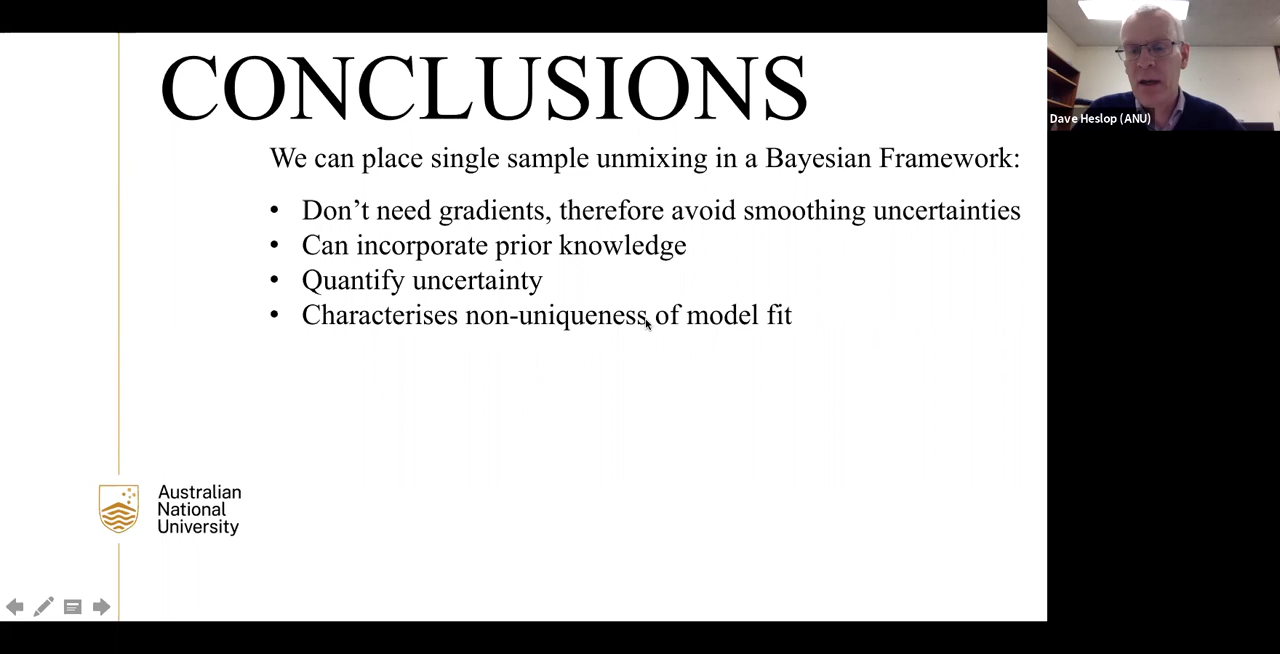 CONCLUSIONS
We can place single sample unmixing in a Bayesian Framework:
• Don’t need gradients, therefore avoid smoothing uncertainties
• Can incorporate prior knowledge
• Quantify uncertainty
• Characterises non-uniqueness of model fit
Australian
National
University
Dave Heslop (ANU)